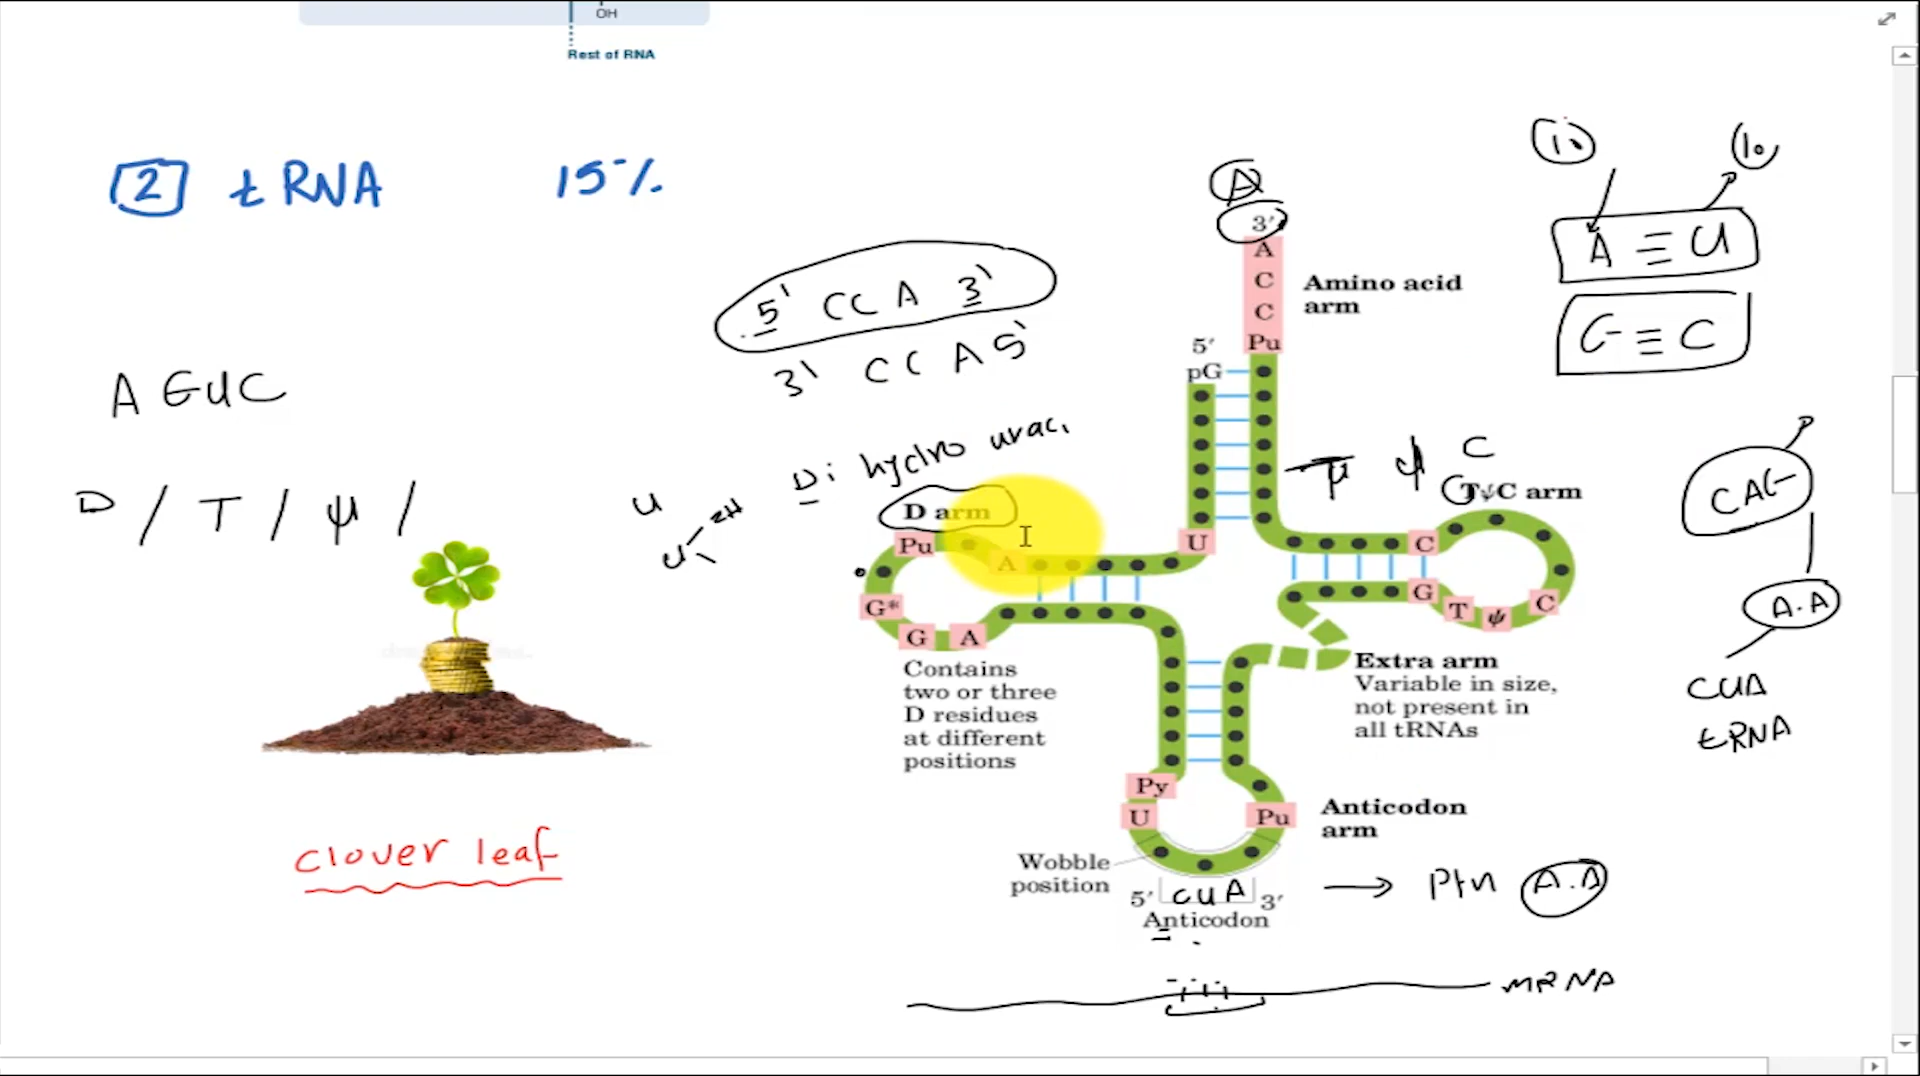 OH
Rest of RNA
2 tRNA 15%
A
3′
A
C
C
Pu
Amino acid
arm
5′
pG
5' CCA 3'
3' CCA 5'
A ≡ U
G ≡ C
A G U C
D / T / ψ /
Di hydro urac
U
2H
U
D arm
Pu
A
G*
G
A
U
Contains
two or three
D residues
at different
positions
ψ C
TψC arm
C
G
T
ψ
C
CAG
A.A
CUA
tRNA
Extra arm
Variable in size,
not present in
all tRNAs
clover leaf
Py
U
Pu
Anticodon
arm
Wobble
position
5′ CUA 3′
Anticodon
→ Ptn A.A
mRNA